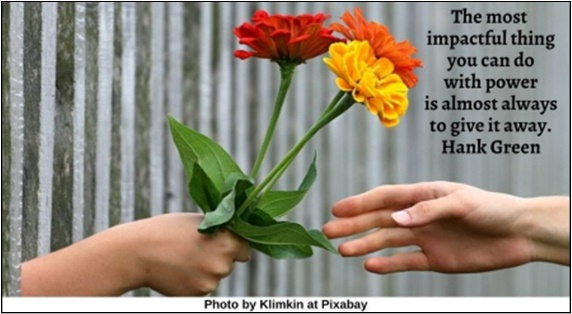 The most
impactful thing
you can do
with power
is almost always
to give it away.
Hank Green
Photo by Klimkin at Pixabay